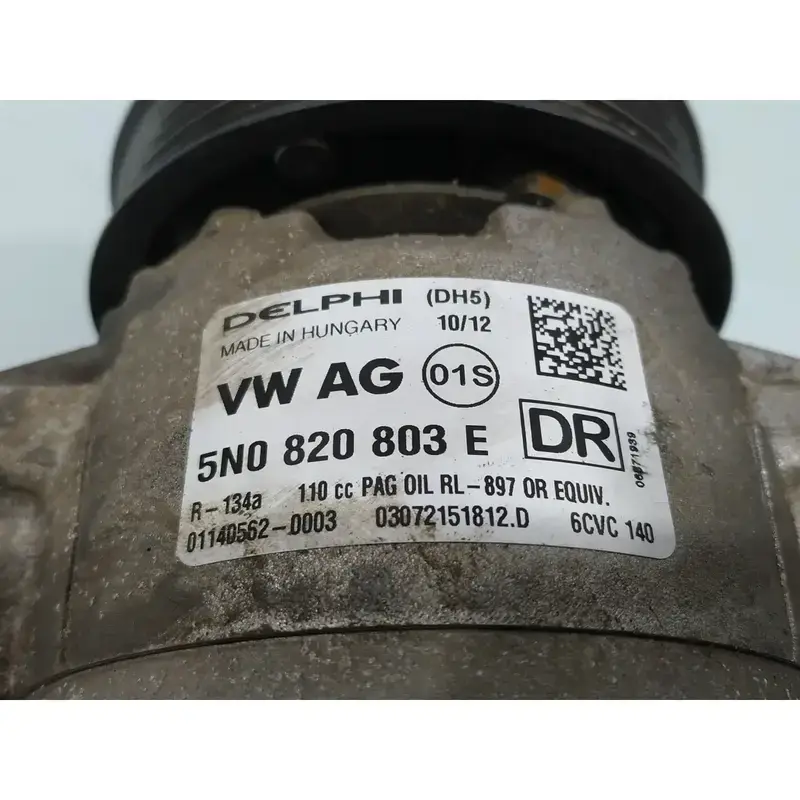 DELPHI (DH5)
MADE IN HUNGARY 10/12
VW AG 01S
5N0 820 803 E DR
R-134a 110 cc PAG OIL RL-897 OR EQUIV.
01140562-0003 03072151812.D 6CVC 140
06871939